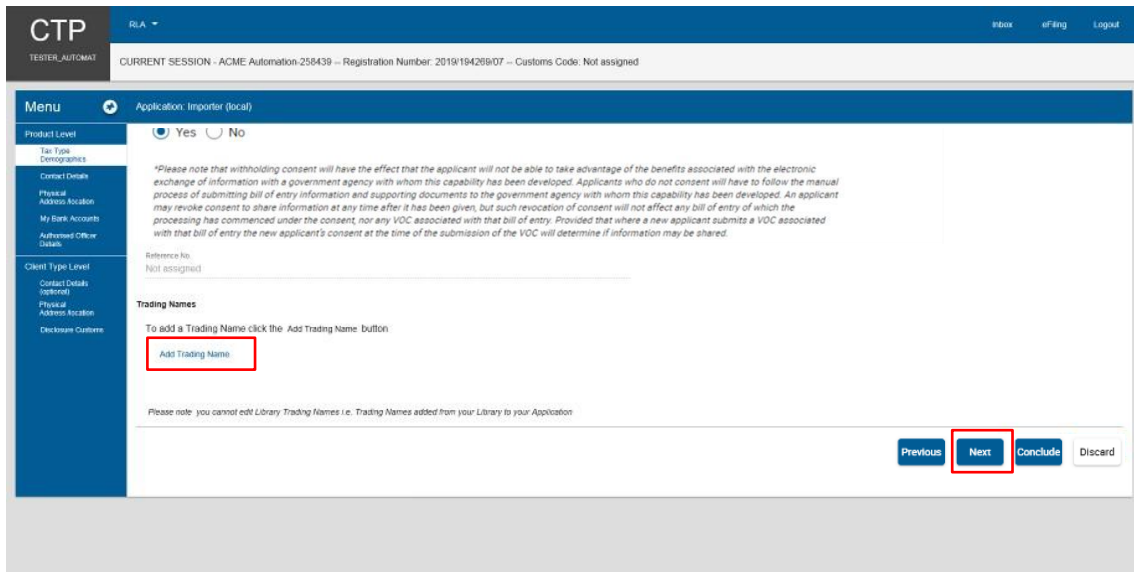 CTP
TESTER_AUTOMAT
RLA
Inbox eFiling Logout
CURRENT SESSION - ACME Automation-258439 -- Registration Number: 2019/194269/07 -- Customs Code: Not assigned
Menu
Application: Importer (local)
Product Level
Tax Type
Demographics
Contact Details
Physical
Address Aocation
My Bank Accounts
Authorised Officer
Details
Client Type Level
Contact Details
(optional)
Physical
Address Aocation
Disclosure Customs
Yes No
*Please note that withholding consent will have the effect that the applicant will not be able to take advantage of the benefits associated with the electronic
exchange of information with a government agency with whom this capability has been developed. Applicants who do not consent will have to follow the manual
process of submitting bill of entry information and supporting documents to the government agency with whom this capability has been developed. An applicant
may revoke consent to share information at any time after it has been given, but such revocation of consent will not affect any bill of entry of which the
processing has commenced under the consent, nor any VOC associated with that bill of entry. Provided that where a new applicant submits a VOC associated
with that bill of entry the new applicant's consent at the time of the submission of the VOC will determine if information may be shared.
Reference No.
Not assigned
Trading Names
To add a Trading Name click the Add Trading Name button
Add Trading Name
Please note you cannot edit Library Trading Names i.e. Trading Names added from your Library to your Application
Previous Next Conclude Discard